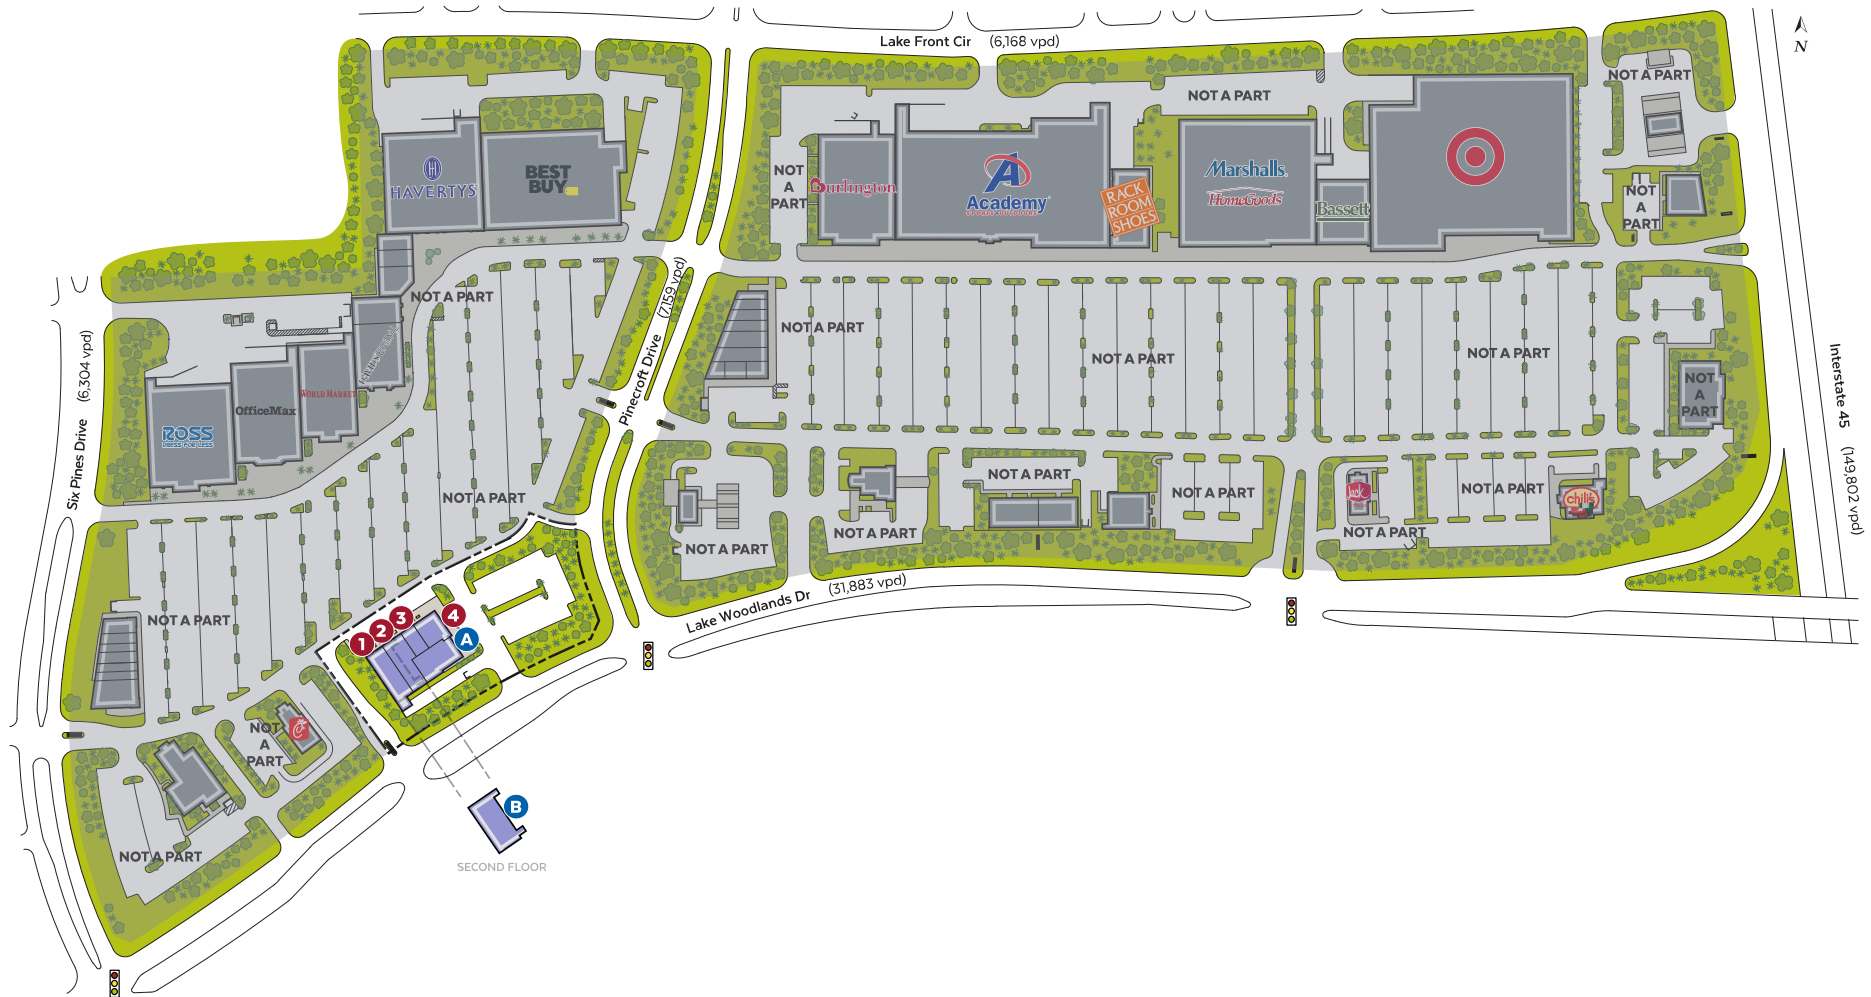 Lake Front Cir (6,168 vpd)
N
NOT A PART
NOT A PART
HAVERTYS
BEST
BUY
NOT
A
PART
Burlington
Academy
SPORTS+OUTDOORS
RACK
ROOM
SHOES
Marshalls
HomeGoods
Bassett
NOT
A
PART
NOT A PART
NOT A PART
NOT A PART
NOT A PART
Pinecroft Drive (7,159 vpd)
Six Pines Drive (6,304 vpd)
Interstate 45 (149,802 vpd)
NOT
A
PART
ROSS
DRESS FOR LESS
OfficeMax
WORLD MARKET
NOT A PART
NOT A PART
NOT A PART
NOT A PART
NOT A PART
NOT A PART
Jack
chili's
NOT A PART
NOT A PART
Lake Woodlands Dr (31,883 vpd)
NOT A PART
1
2
3
4
A
NOT
A
PART
B
SECOND FLOOR
NOT A PART